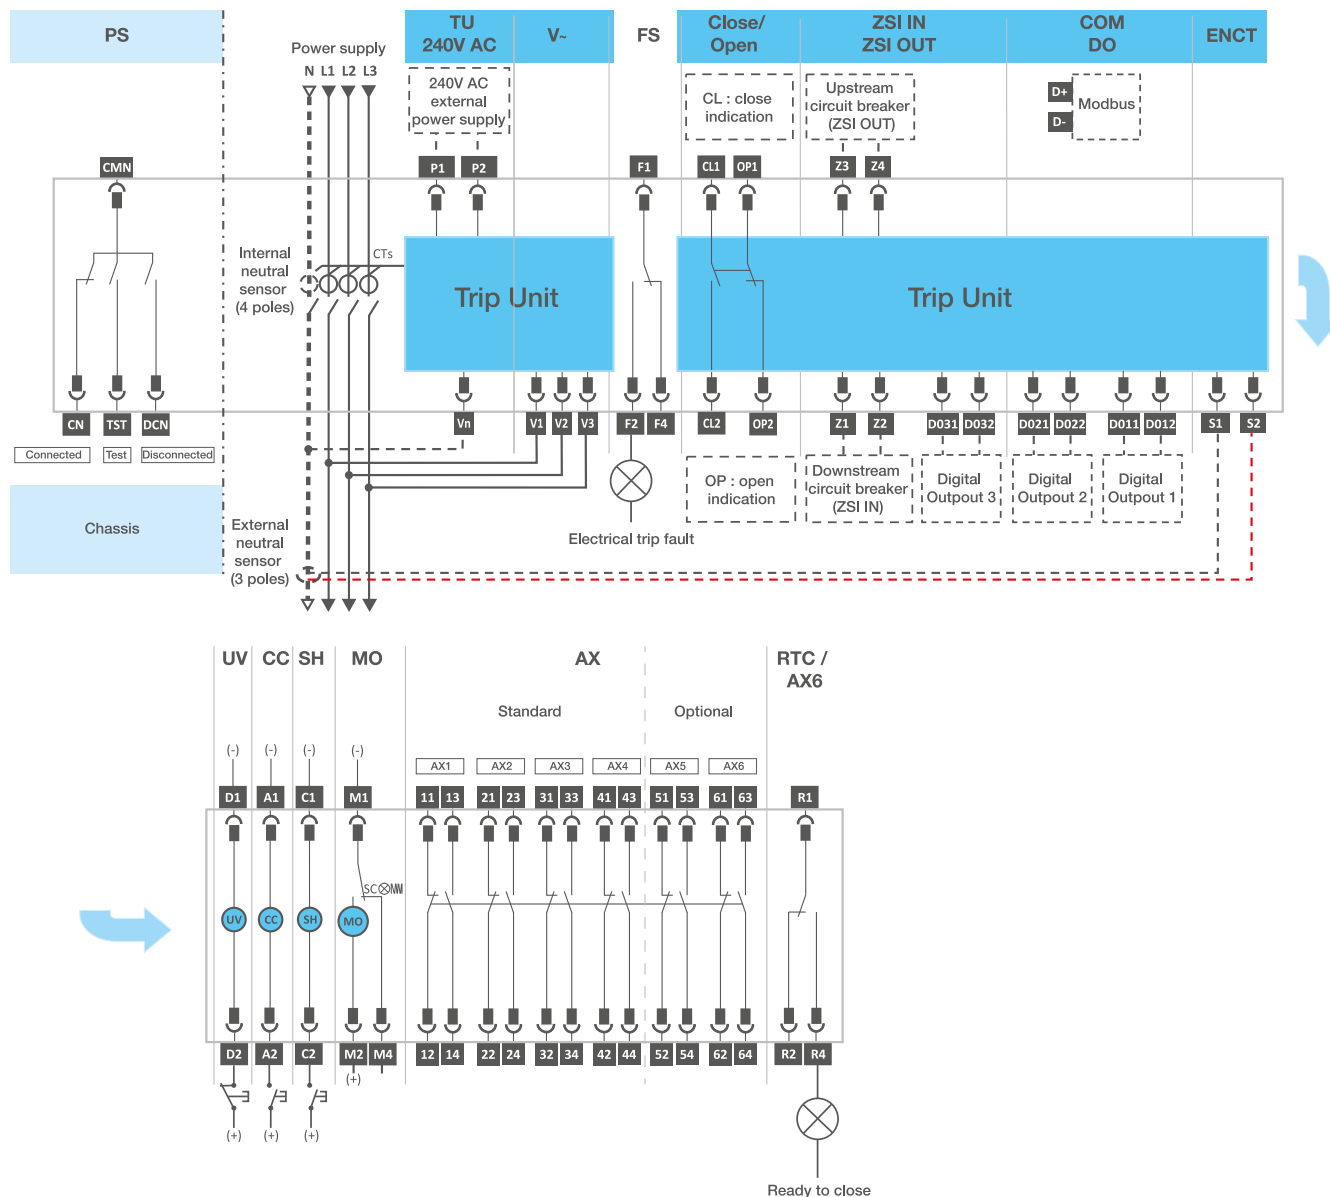 PS
TU
240V AC
V~
FS
Close/
Open
ZSI IN
ZSI OUT
COM
DO
ENCT
Power supply
N L1 L2 L3
240V AC
external
power supply
CL : close
indication
Upstream
circuit breaker
(ZSI OUT)
D+
D-
Modbus
CMN
P1 P2
F1
CL1 OP1
Z3 Z4
Internal
neutral
sensor
(4 poles)
CTs
Trip Unit
Trip Unit
CN TST DCN
Vn
V1 V2 V3
F2 F4
CL2 OP2
Z1 Z2
D031 D032
D021 D022
D011 D012
S1 S2
Connected Test Disconnected
OP : open
indication
Downstream
circuit breaker
(ZSI IN)
Digital
Outpout 3
Digital
Outpout 2
Digital
Outpout 1
Chassis
External
neutral
sensor
(3 poles)
Electrical trip fault
UV CC SH MO AX
RTC /
AX6
Standard Optional
(-) (-) (-) (-)
AX1 AX2 AX3 AX4 AX5 AX6
D1 A1 C1 M1 11 13 21 23 31 33 41 43 51 53 61 63 R1
SC
UV CC SH MO
D2 A2 C2 M2 M4 12 14 22 24 32 34 42 44 52 54 62 64 R2 R4
(+)
(+) (+) (+)
Ready to close